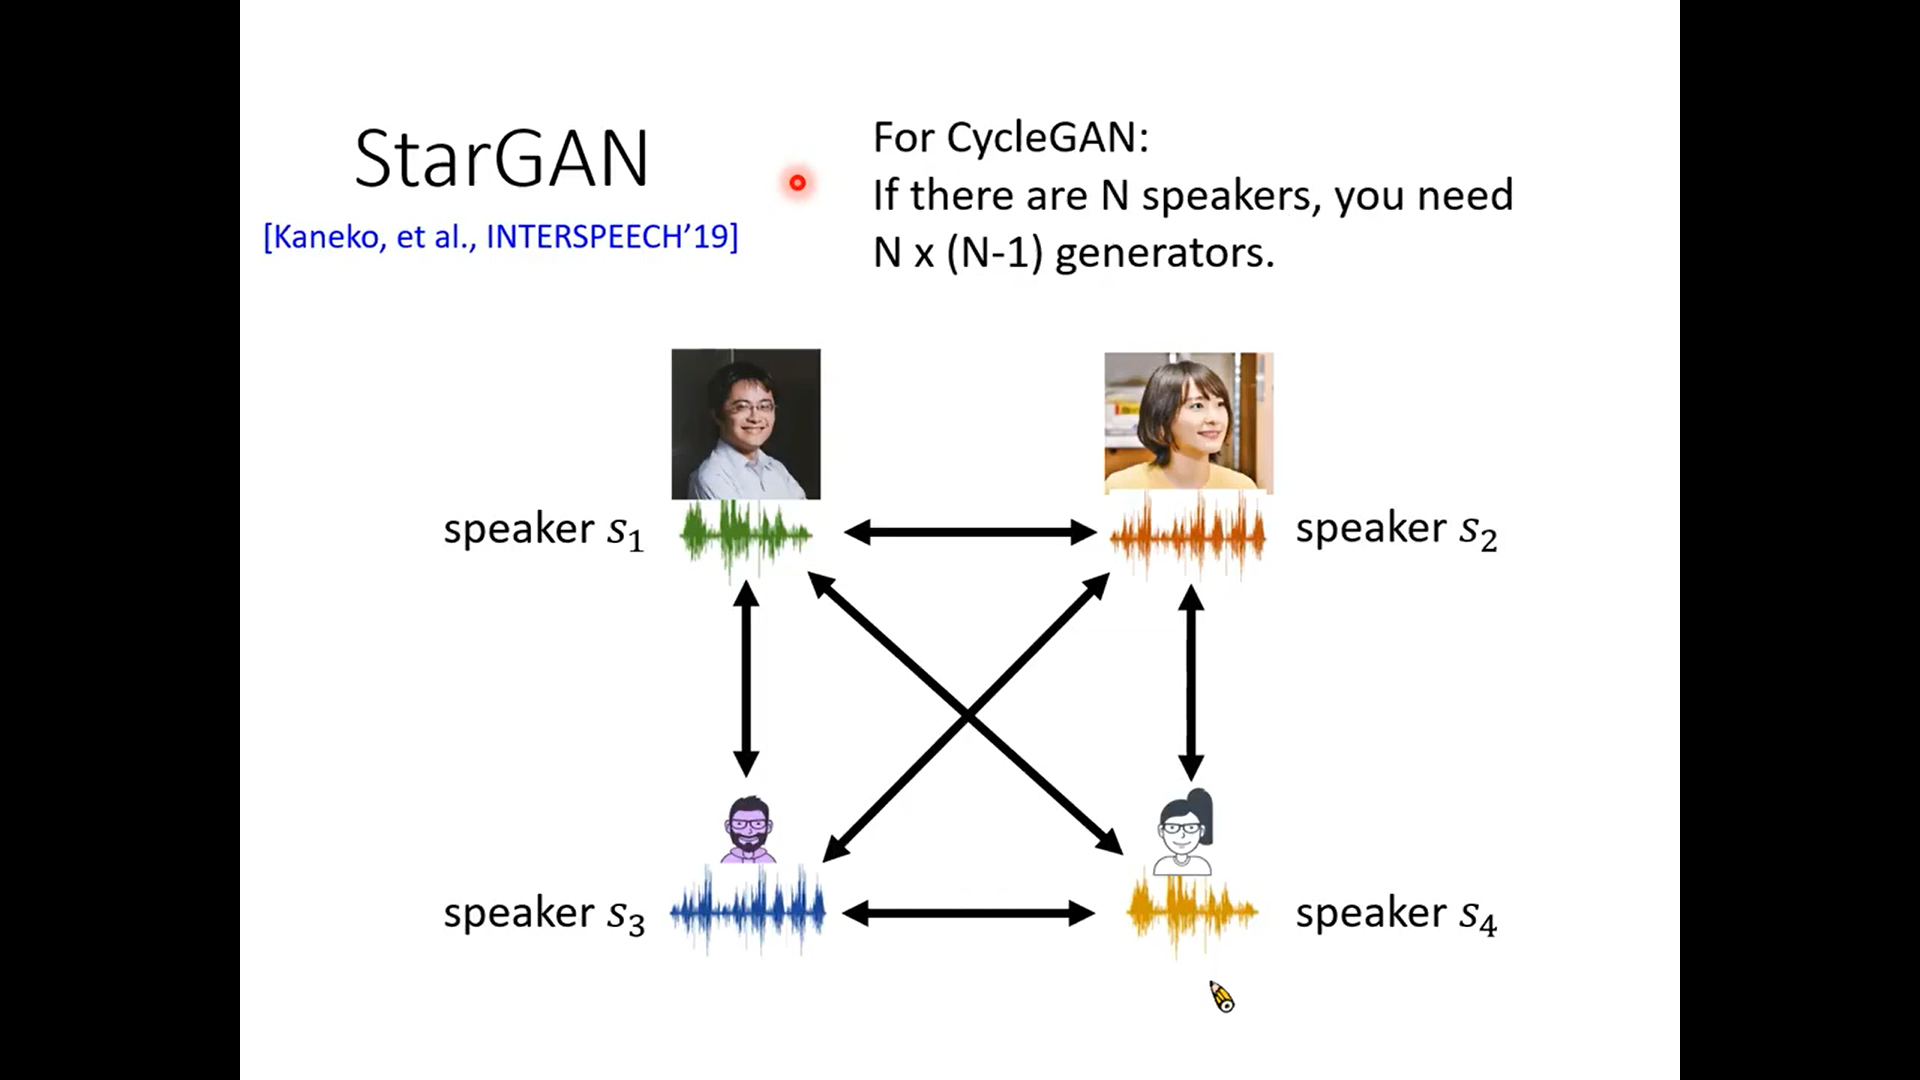 StarGAN
[Kaneko, et al., INTERSPEECH’19]
For CycleGAN:
If there are N speakers, you need
N x (N-1) generators.
speaker s₁
speaker s₂
speaker s₃
speaker s₄